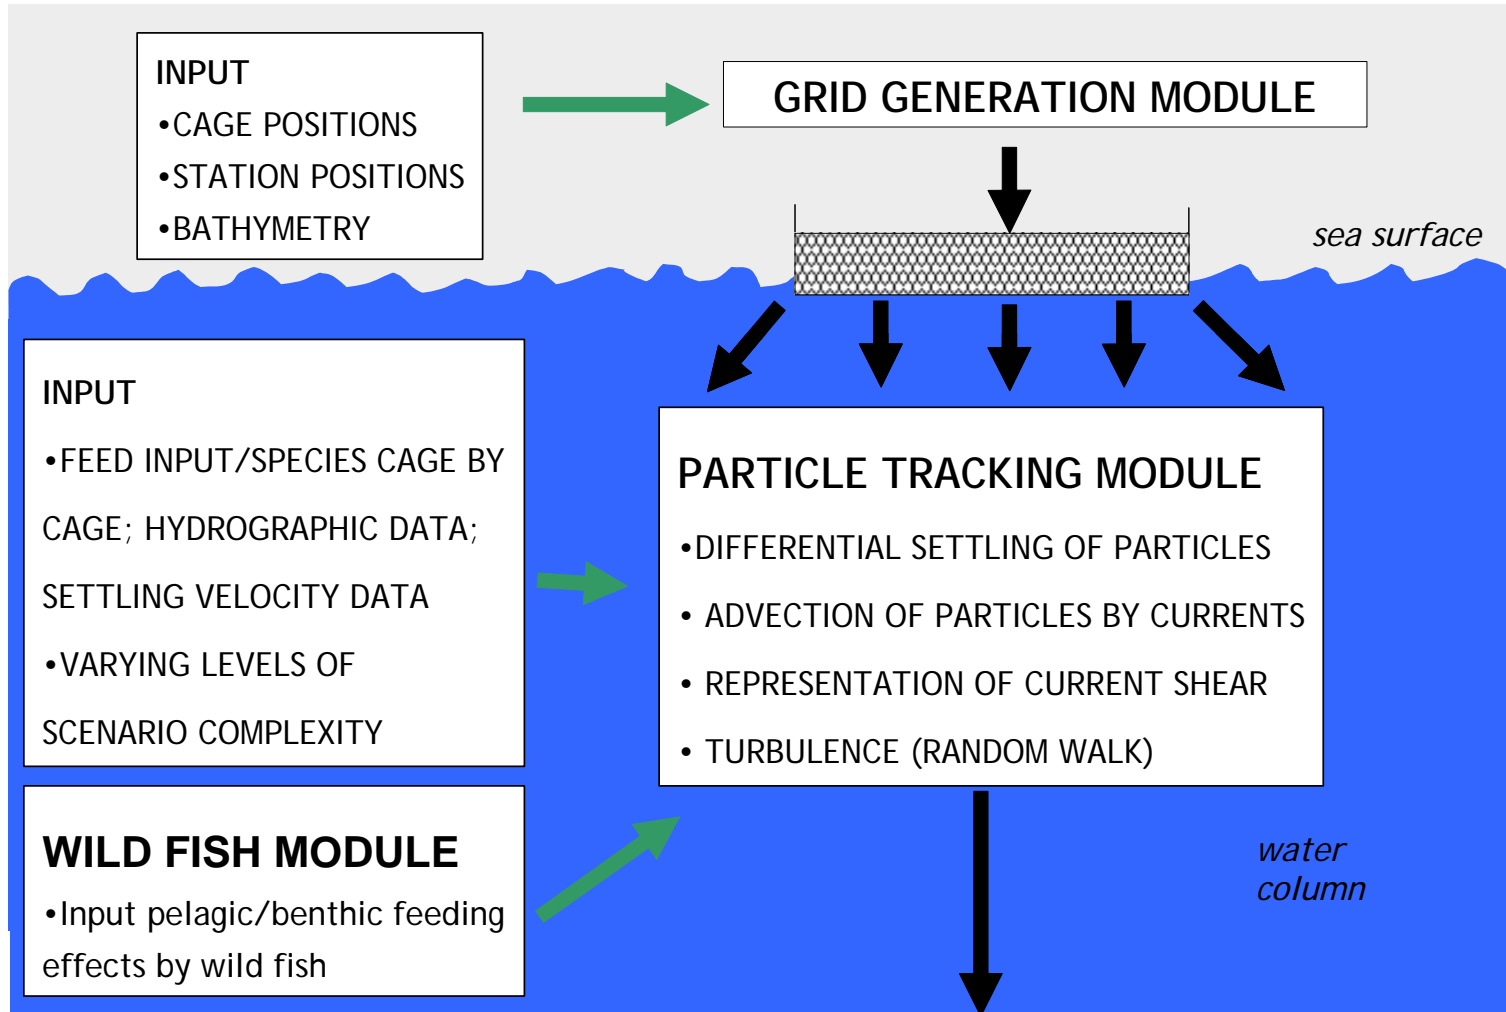 INPUT
•CAGE POSITIONS
•STATION POSITIONS
•BATHYMETRY
GRID GENERATION MODULE
sea surface
INPUT
•FEED INPUT/SPECIES CAGE BY
CAGE; HYDROGRAPHIC DATA;
SETTLING VELOCITY DATA
•VARYING LEVELS OF
SCENARIO COMPLEXITY
PARTICLE TRACKING MODULE
•DIFFERENTIAL SETTLING OF PARTICLES
• ADVECTION OF PARTICLES BY CURRENTS
• REPRESENTATION OF CURRENT SHEAR
• TURBULENCE (RANDOM WALK)
WILD FISH MODULE
•Input pelagic/benthic feeding
effects by wild fish
water
column